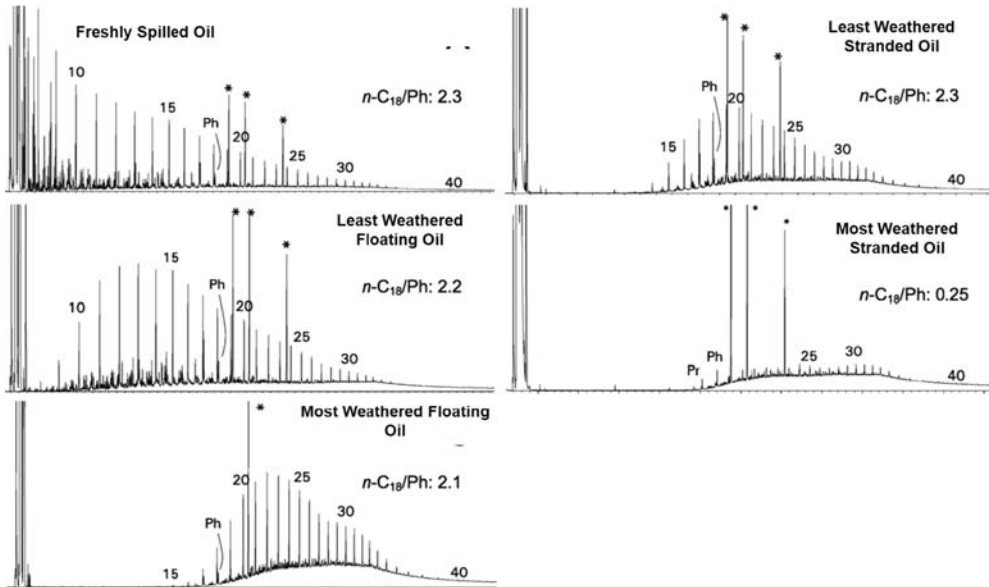 Freshly Spilled Oil
10
15
Ph
*
*
*
20
25
30
40
n-C18/Ph: 2.3
Least Weathered
Stranded Oil
n-C18/Ph: 2.3
15
Ph
*
*
*
20
25
30
40
Least Weathered
Floating Oil
n-C18/Ph: 2.2
10
15
Ph
*
*
*
20
25
30
40
Most Weathered
Stranded Oil
n-C18/Ph: 0.25
Pr
Ph
*
*
*
25
30
40
Most Weathered Floating
Oil
n-C18/Ph: 2.1
15
Ph
20
*
25
30
40